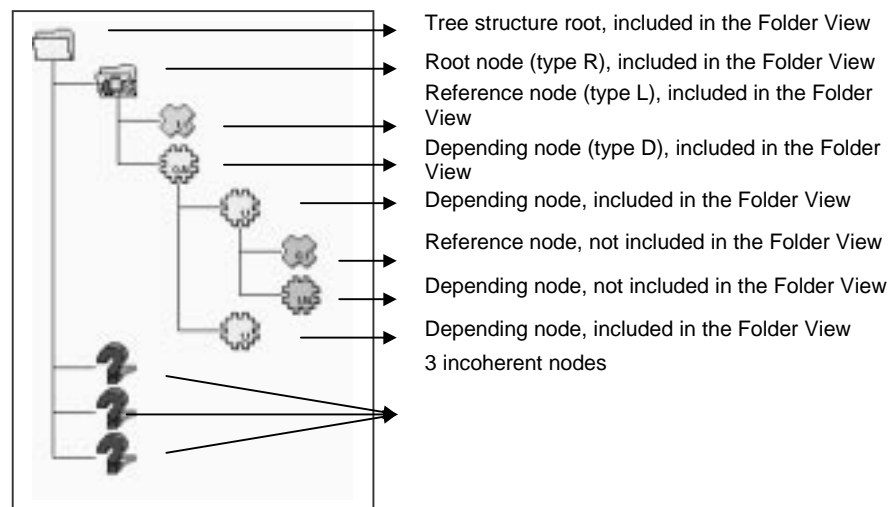 Tree structure root, included in the Folder View
Root node (type R), included in the Folder View
Reference node (type L), included in the Folder
View
Depending node (type D), included in the Folder
View
Depending node, included in the Folder View
Reference node, not included in the Folder View
Depending node, not included in the Folder View
Depending node, included in the Folder View
3 incoherent nodes